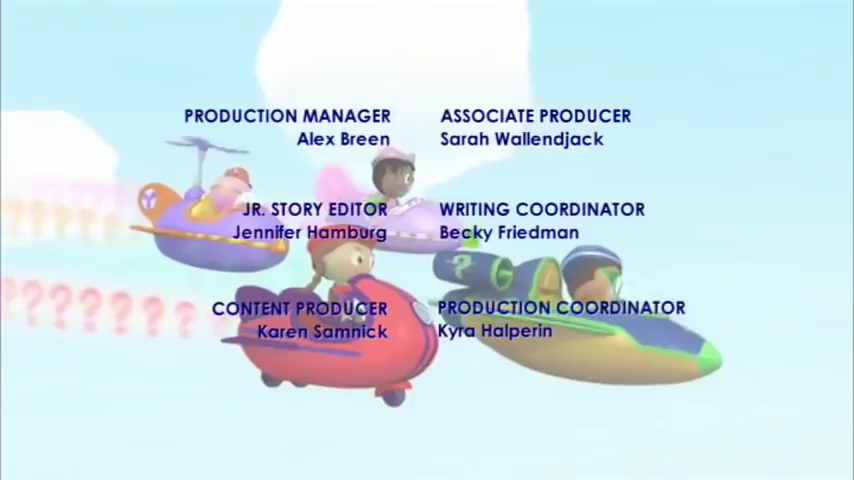 PRODUCTION MANAGER
Alex Breen
ASSOCIATE PRODUCER
Sarah Wallendjack
JR. STORY EDITOR
Jennifer Hamburg
WRITING COORDINATOR
Becky Friedman
CONTENT PRODUCER
Karen Samnick
PRODUCTION COORDINATOR
Kyra Halperin